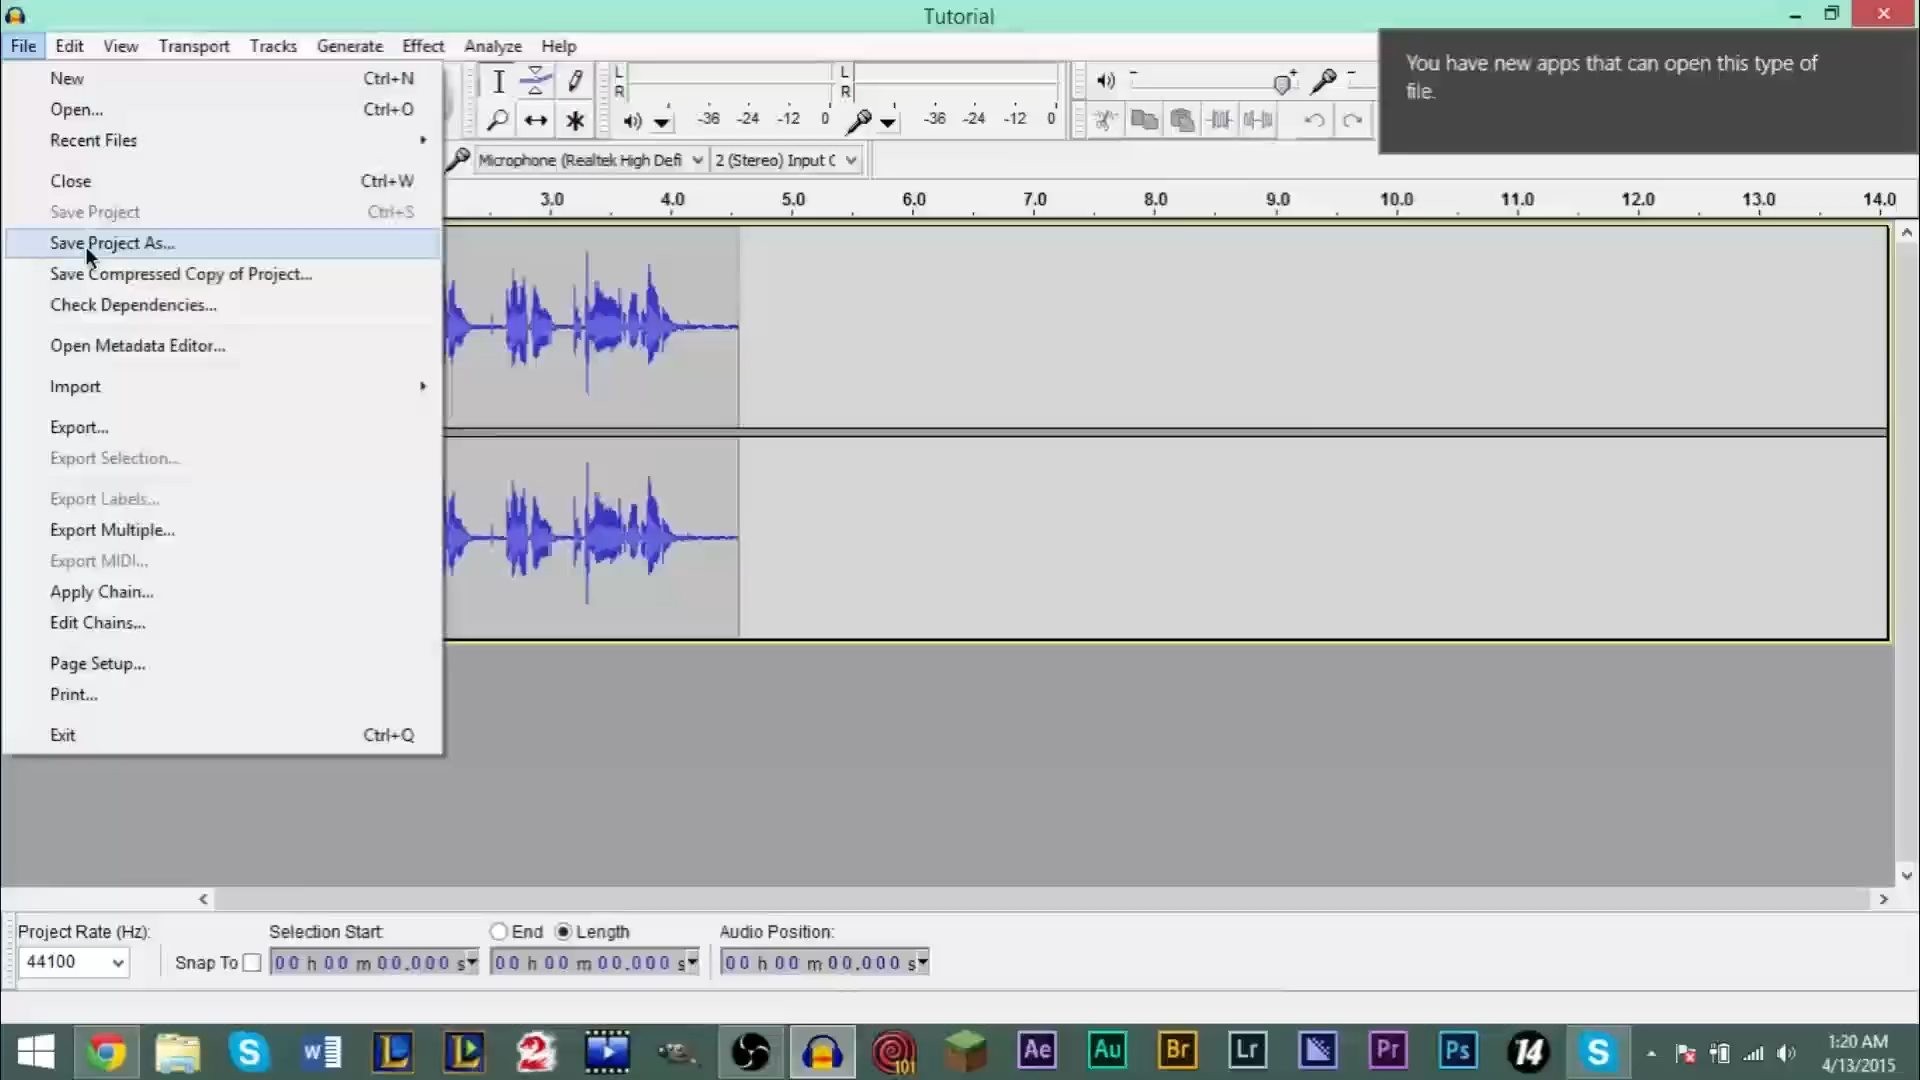 Tutorial
File Edit View Transport Tracks Generate Effect Analyze Help
You have new apps that can open this type of
file.
New Ctrl+N
Open... Ctrl+O
Recent Files
Close Ctrl+W
Save Project Ctrl+S
Save Project As...
Save Compressed Copy of Project...
Check Dependencies...
Open Metadata Editor...
Import
Export...
Export Selection...
Export Labels...
Export Multiple...
Export MIDI...
Apply Chain...
Edit Chains...
Page Setup...
Print...
Exit Ctrl+Q
L L
R R
-36 -24 -12 0 -36 -24 -12 0
Microphone (Realtek High Defi 2 (Stereo) Input C
3.0 4.0 5.0 6.0 7.0 8.0 9.0 10.0 11.0 12.0 13.0 14.0
Project Rate (Hz): Selection Start: End Length Audio Position:
44100 Snap To 00 h 00 m 00.000 s 00 h 00 m 00.000 s 00 h 00 m 00.000 s
S W L L 2 101 Ae Au Br Lr Pr Ps 14 S
1:20 AM
4/13/2015